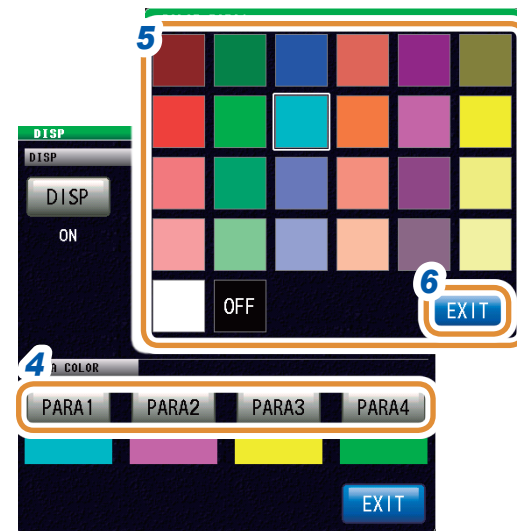 5
DISP
DISP
DISP
ON
OFF
6
EXIT
4
COLOR
PARA1 PARA2 PARA3 PARA4
EXIT